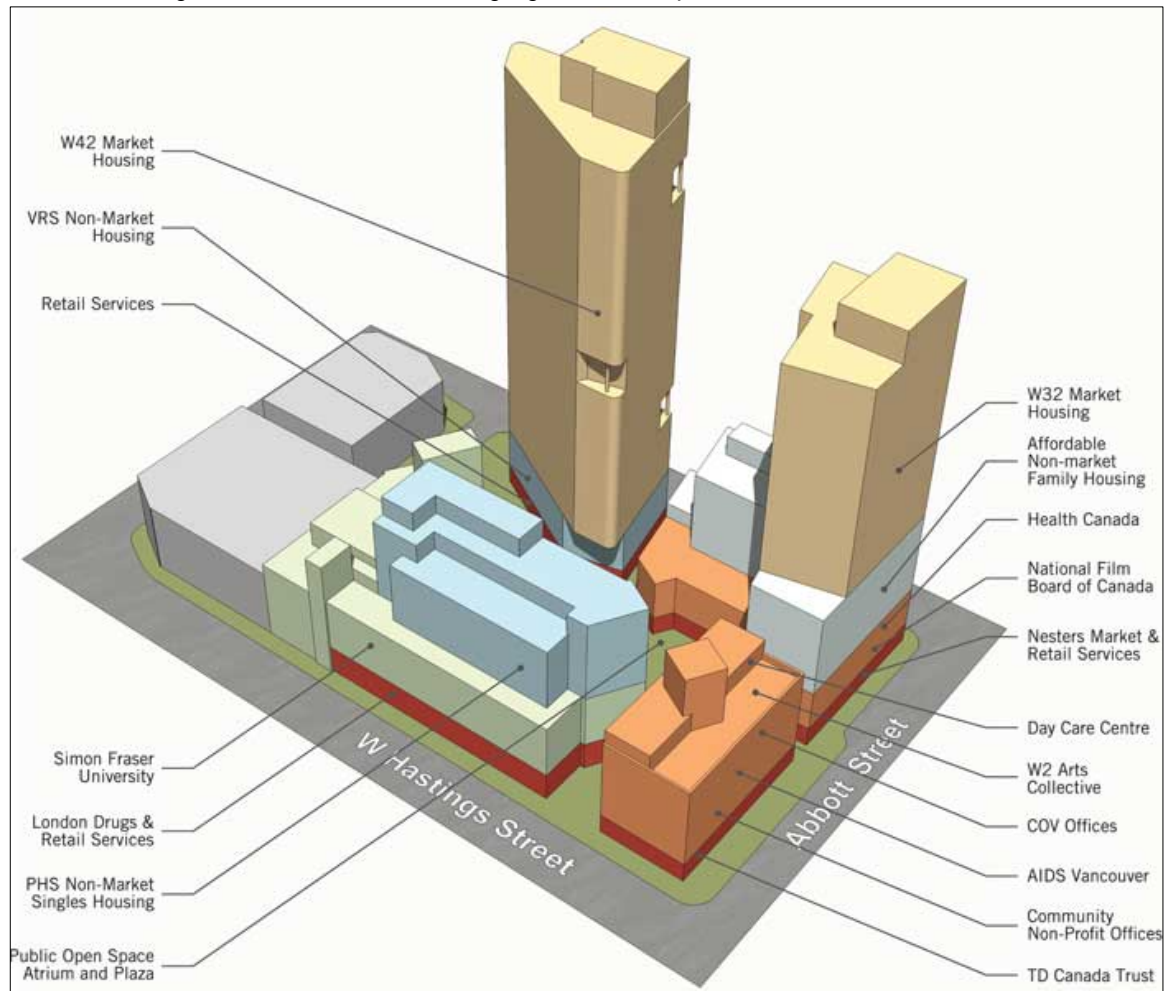 W42 Market
Housing
VRS Non-Market
Housing
Retail Services
Simon Fraser
University
London Drugs &
Retail Services
PHS Non-Market
Singles Housing
Public Open Space
Atrium and Plaza
W Hastings Street
Abbott Street
W32 Market
Housing
Affordable
Non-market
Family Housing
Health Canada
National Film
Board of Canada
Nesters Market &
Retail Services
Day Care Centre
W2 Arts
Collective
COV Offices
AIDS Vancouver
Community
Non-Profit Offices
TD Canada Trust